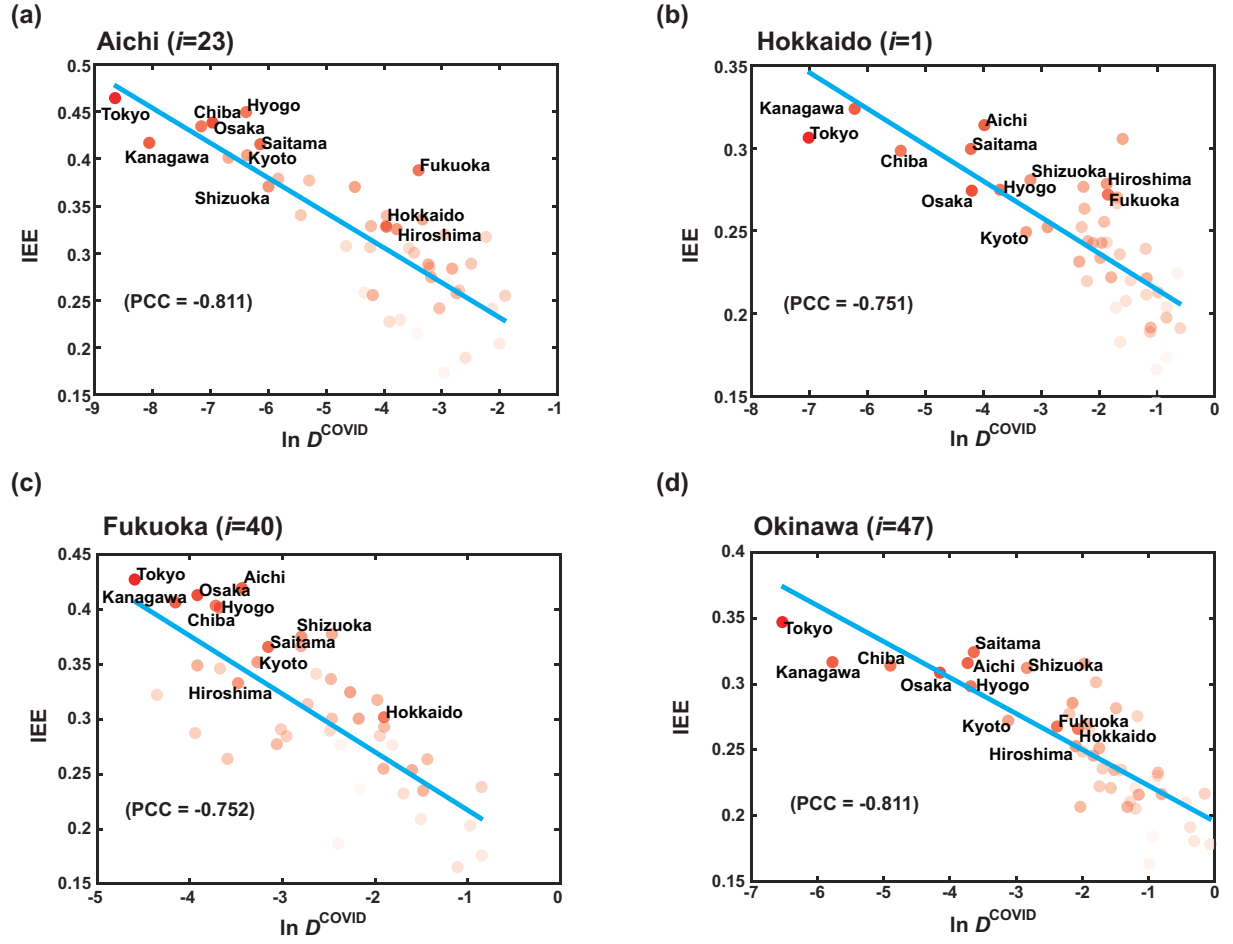 (a)
Aichi (i=23)
0.5
0.45
0.4
0.35
0.3
0.25
0.2
0.15
IEE
Tokyo
Chiba
Hyogo
Osaka
Kanagawa
Saitama
Kyoto
Shizuoka
Fukuoka
Hokkaido
Hiroshima
(PCC = -0.811)
-9 -8 -7 -6 -5 -4 -3 -2 -1
ln D^COVID
(b)
Hokkaido (i=1)
0.35
0.3
0.25
0.2
0.15
IEE
Kanagawa
Tokyo
Chiba
Aichi
Saitama
Osaka
Hyogo
Shizuoka
Hiroshima
Fukuoka
Kyoto
(PCC = -0.751)
-8 -7 -6 -5 -4 -3 -2 -1 0
ln D^COVID
(c)
Fukuoka (i=40)
0.45
0.4
0.35
0.3
0.25
0.2
0.15
IEE
Tokyo
Kanagawa
Osaka
Aichi
Hyogo
Chiba
Shizuoka
Saitama
Kyoto
Hiroshima
Hokkaido
(PCC = -0.752)
-5 -4 -3 -2 -1 0
ln D^COVID
(d)
Okinawa (i=47)
0.4
0.35
0.3
0.25
0.2
0.15
IEE
Tokyo
Kanagawa
Chiba
Saitama
Aichi
Shizuoka
Osaka
Hyogo
Kyoto
Fukuoka
Hokkaido
Hiroshima
(PCC = -0.811)
-7 -6 -5 -4 -3 -2 -1 0
ln D^COVID